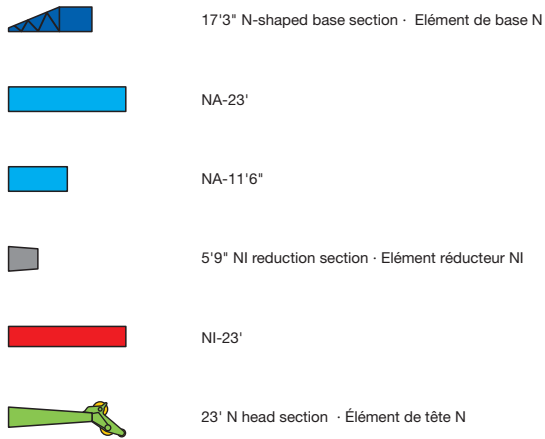 17'3" N-shaped base section · Elément de base N
NA-23'
NA-11'6"
5'9" NI reduction section · Elément réducteur NI
NI-23'
23' N head section · Élément de tête N